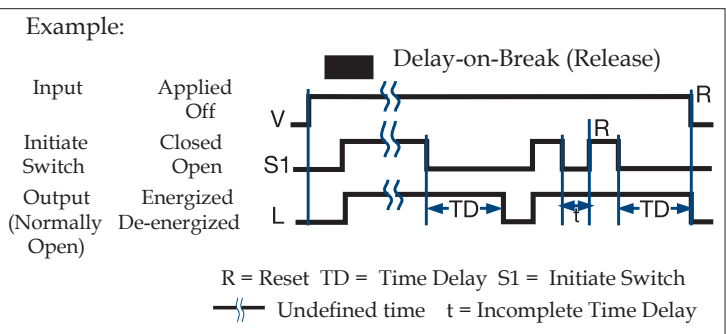 Example:
Delay-on-Break (Release)
Input Applied
Off
V
R
Initiate Closed
Switch Open
S1
R
Output Energized
(Normally De-energized
Open)
L
TD
t
TD
R = Reset TD = Time Delay S1 = Initiate Switch
Undefined time t = Incomplete Time Delay